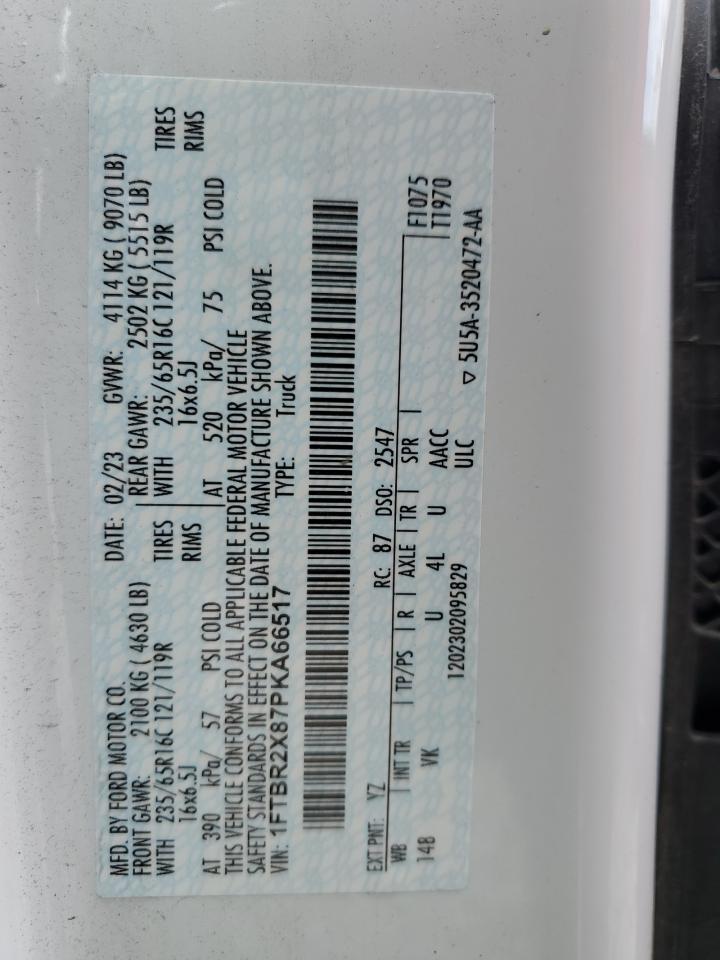 MFD. BY FORD MOTOR CO. DATE: 02/23 GVWR: 4114 KG ( 9070 LB)
FRONT GAWR: 2100 KG ( 4630 LB) REAR GAWR: 2502 KG ( 5515 LB)
WITH 235/65R16C 121/119R TIRES WITH 235/65R16C 121/119R TIRES
16x6.5J RIMS 16x6.5J RIMS
AT 390 kPa/ 57 PSI COLD AT 520 kPa/ 75 PSI COLD
THIS VEHICLE CONFORMS TO ALL APPLICABLE FEDERAL MOTOR VEHICLE
SAFETY STANDARDS IN EFFECT ON THE DATE OF MANUFACTURE SHOWN ABOVE.
VIN: 1FTBR2X87PKA66517 TYPE: Truck
EXT PNT: YZ RC: 87 DSO: 2547
WB INT TR TP/PS R AXLE TR SPR F1075
148 VK U 4L U AACC T1970
1202302095829 ULC ▽ 5U5A-3520472-AA